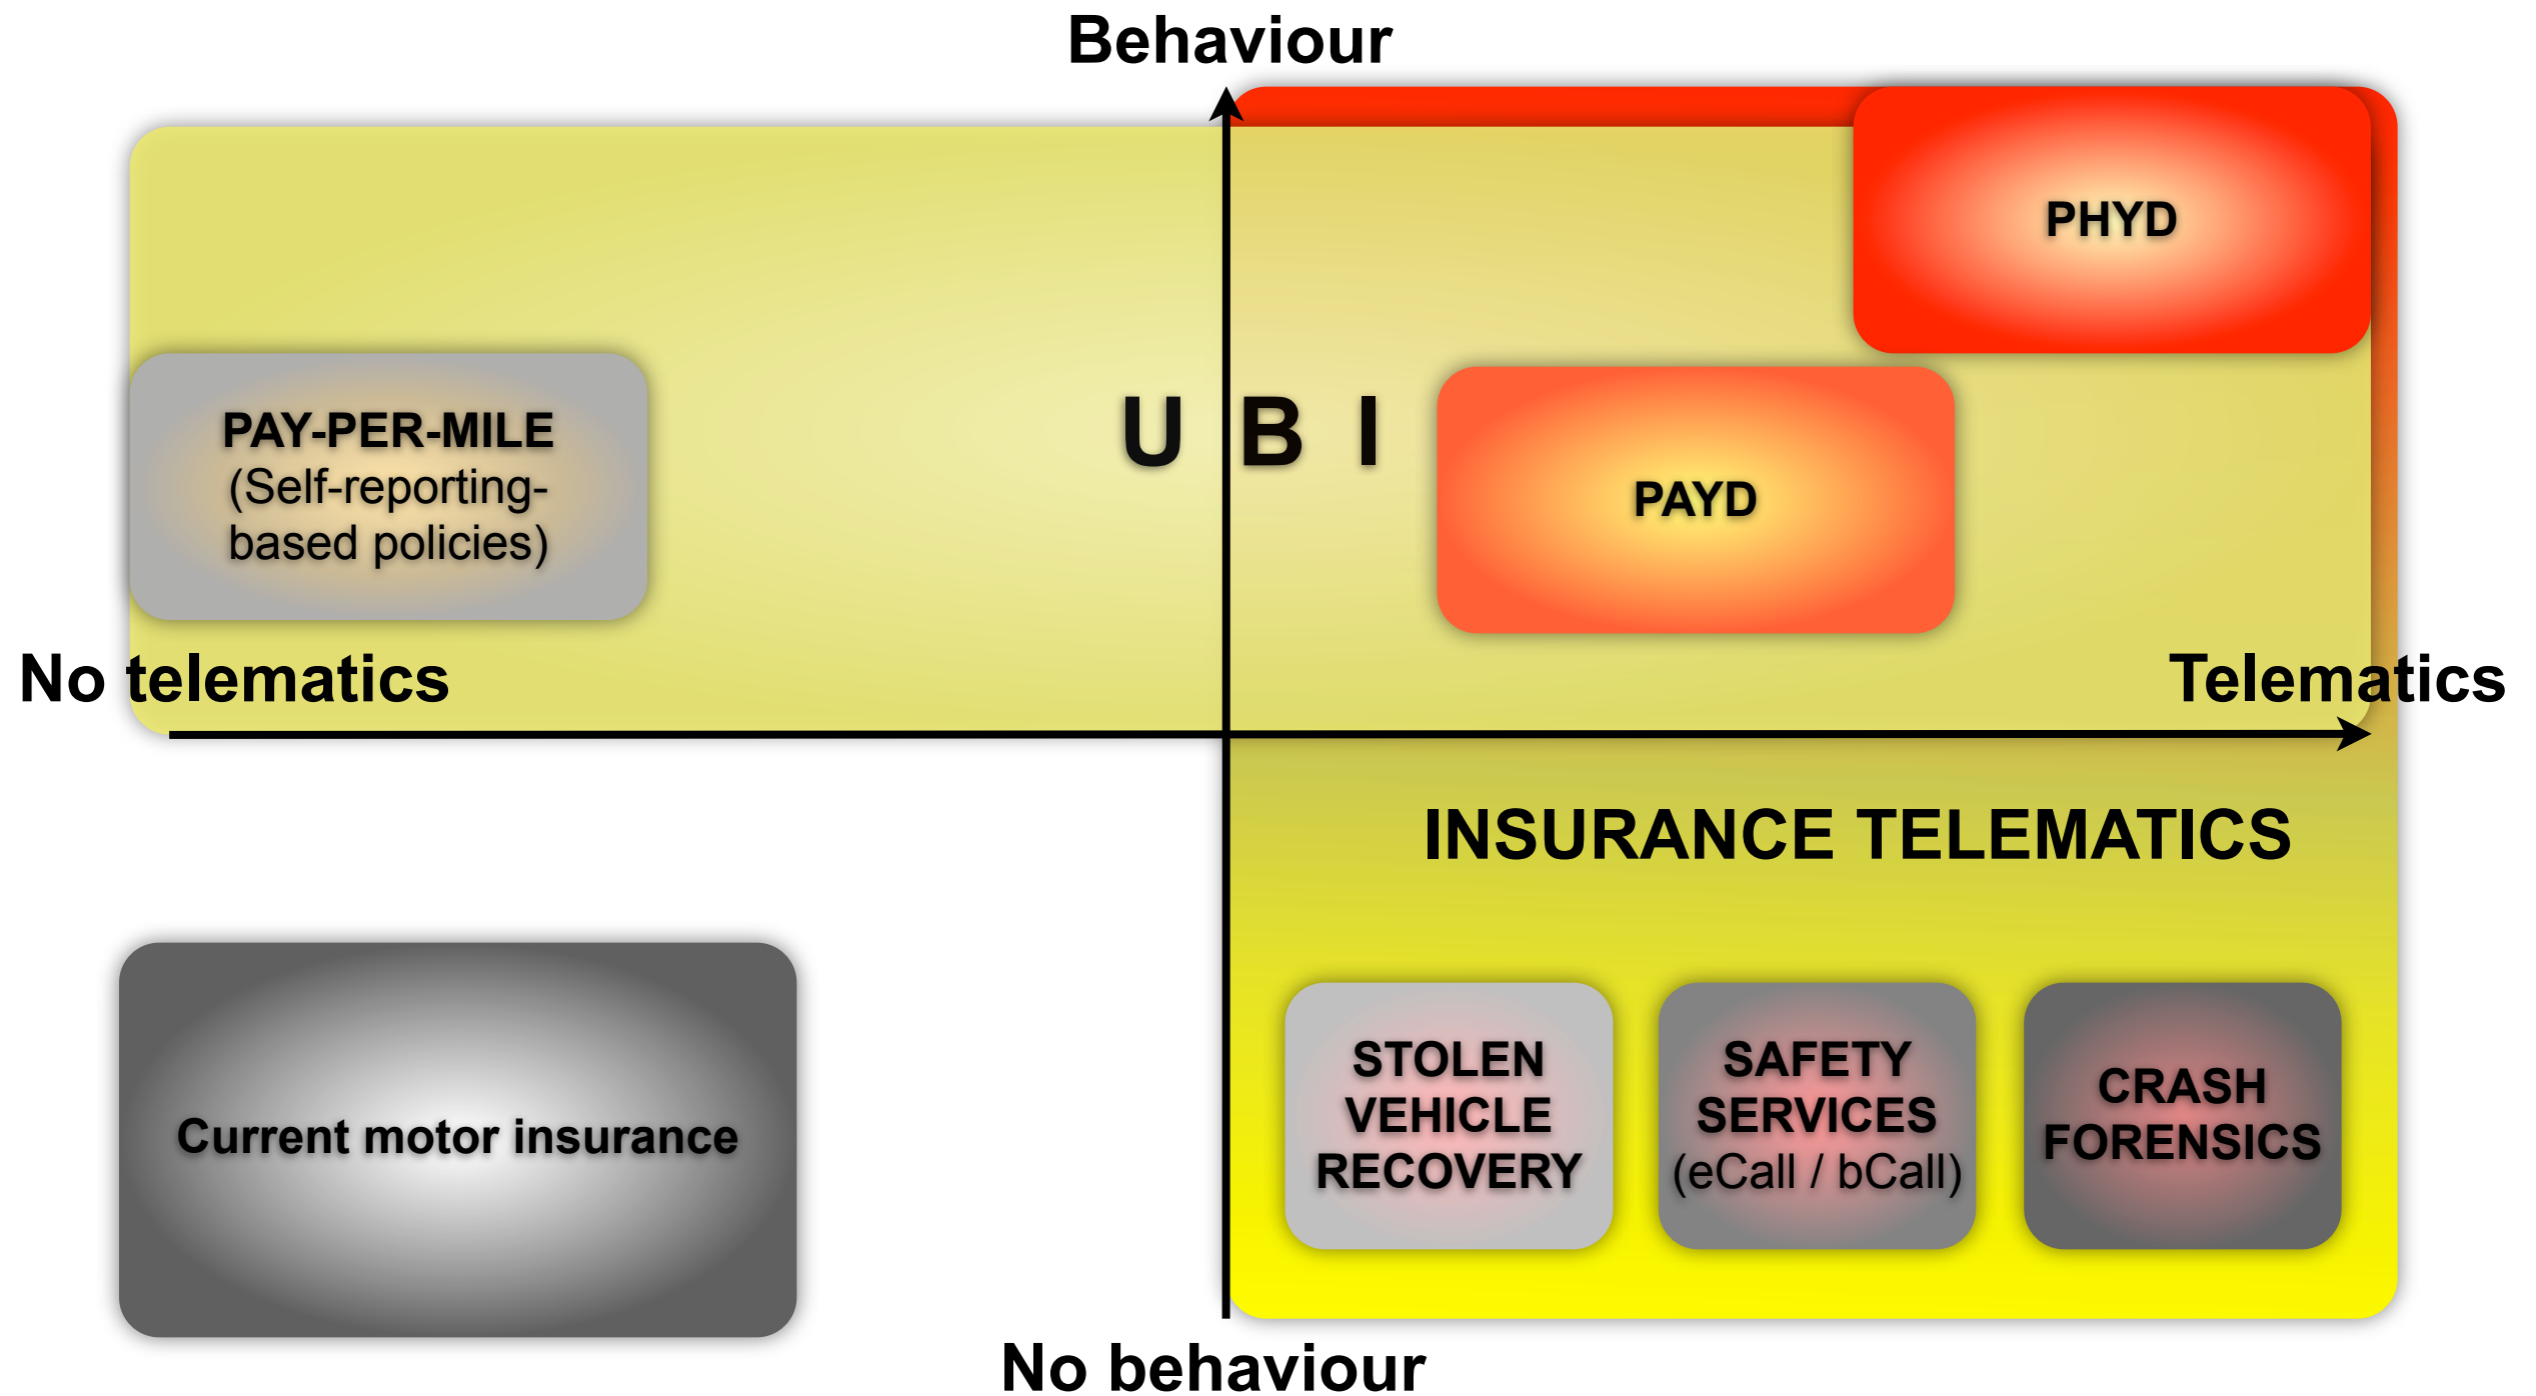 Behaviour
PHYD
U B I
PAY-PER-MILE
(Self-reporting-
based policies)
PAYD
No telematics
Telematics
INSURANCE TELEMATICS
Current motor insurance
STOLEN
VEHICLE
RECOVERY
SAFETY
SERVICES
(eCall / bCall)
CRASH
FORENSICS
No behaviour